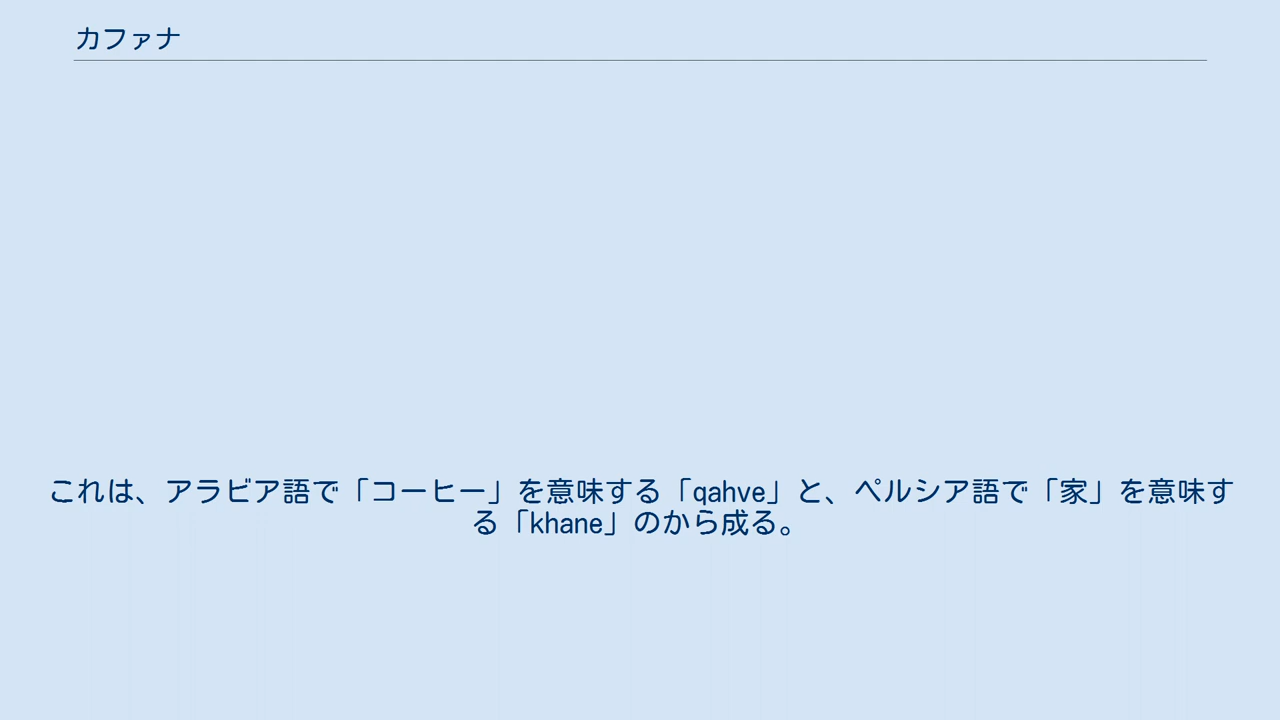 カファナ
これは、アラビア語で「コーヒー」を意味する「qahve」と、ペルシア語で「家」を意味す
る「khane」のから成る。